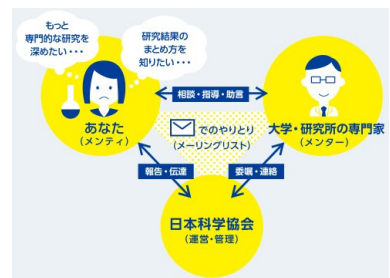 もっと
専門的な研究を
深めたい・・・
研究結果の
まとめ方を
知りたい・・・
相談・指導・助言
あなた
(メンティ)
でのやりとり
(メーリングリスト)
大学・研究所の専門家
(メンター)
報告・伝達
委嘱・連絡
日本科学協会
(運営・管理)